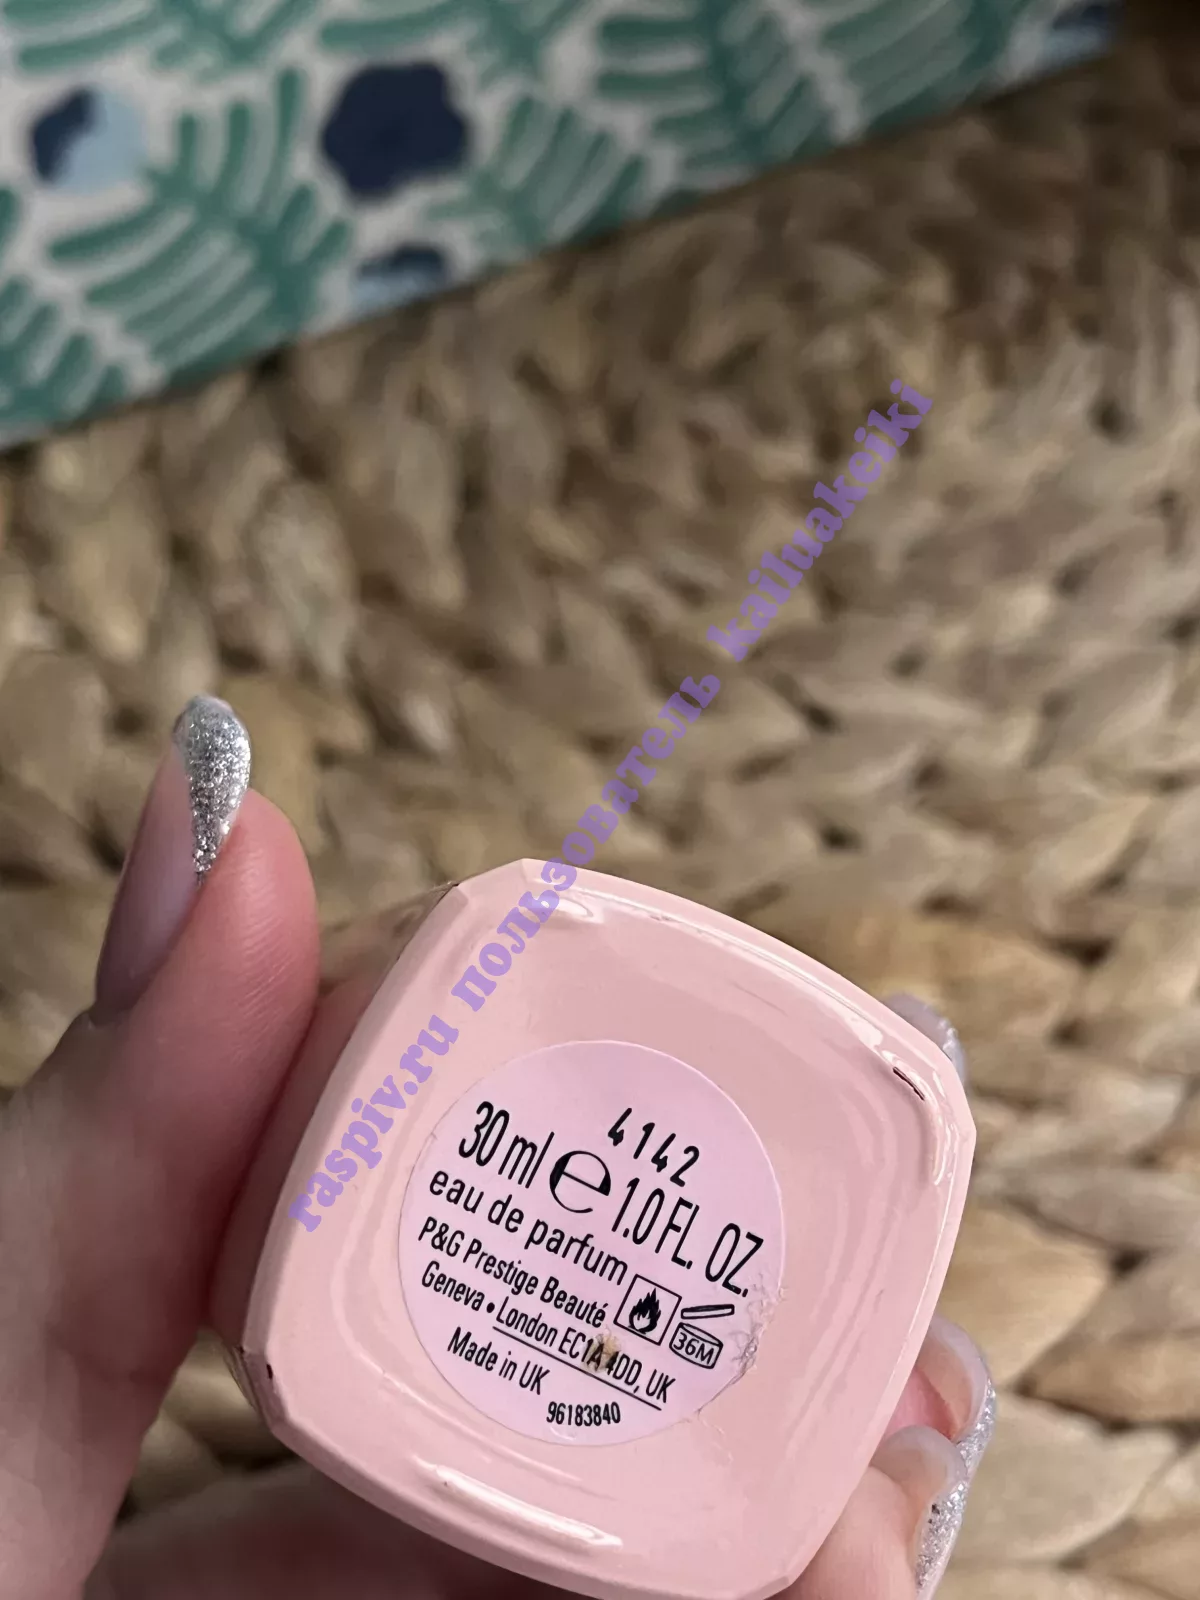 raspiv.ru пользователь kailuakeiki
4142
30 ml e 1.0 FL. OZ.
eau de parfum
P&G Prestige Beauté
Geneva • London EC1A 4DD, UK
Made in UK
36M
96183840